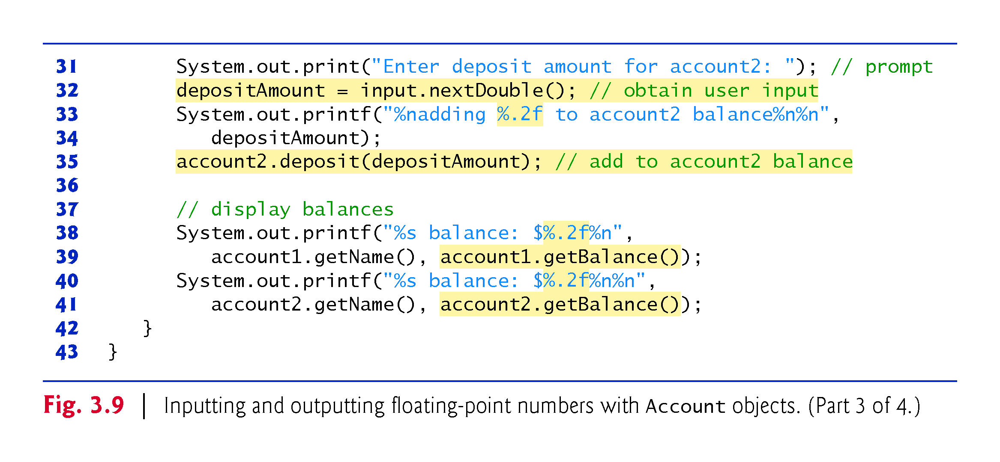 31 System.out.print("Enter deposit amount for account2: "); // prompt
32 depositAmount = input.nextDouble(); // obtain user input
33 System.out.printf("%nadding %.2f to account2 balance%n%n",
34 depositAmount);
35 account2.deposit(depositAmount); // add to account2 balance
36
37 // display balances
38 System.out.printf("%s balance: $%.2f%n",
39 account1.getName(), account1.getBalance());
40 System.out.printf("%s balance: $%.2f%n%n",
41 account2.getName(), account2.getBalance());
42 }
43 }
Fig. 3.9 | Inputting and outputting floating-point numbers with Account objects. (Part 3 of 4.)